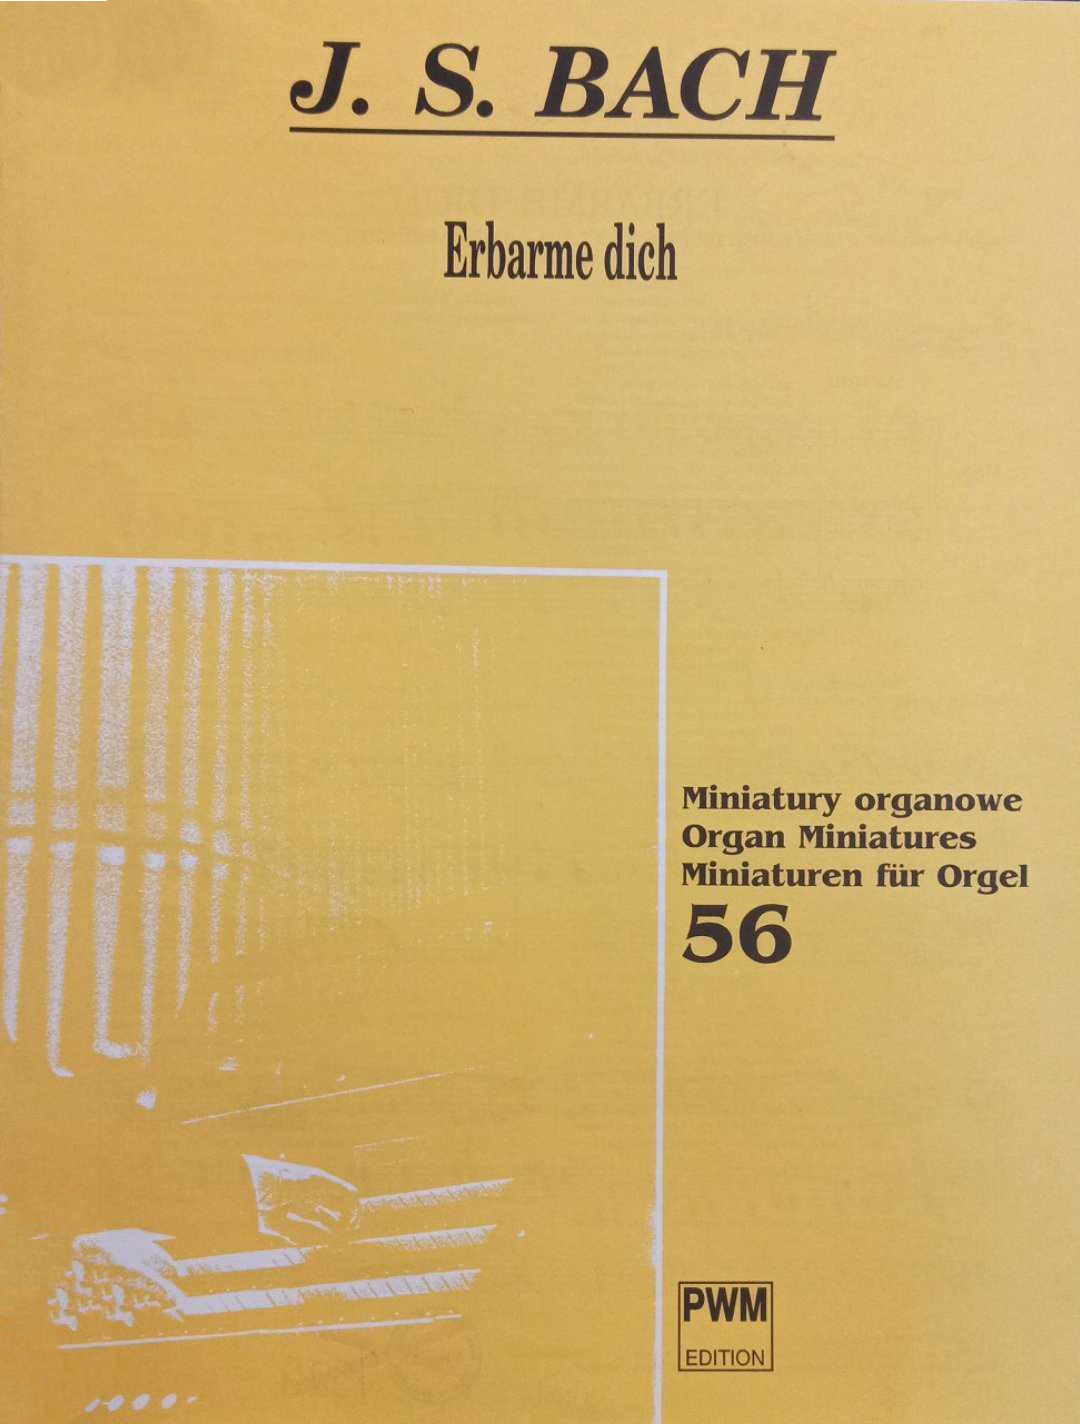 J. S. BACH
Erbarme dich
Miniatury organowe
Organ Miniatures
Miniaturen für Orgel
56
PWM
EDITION